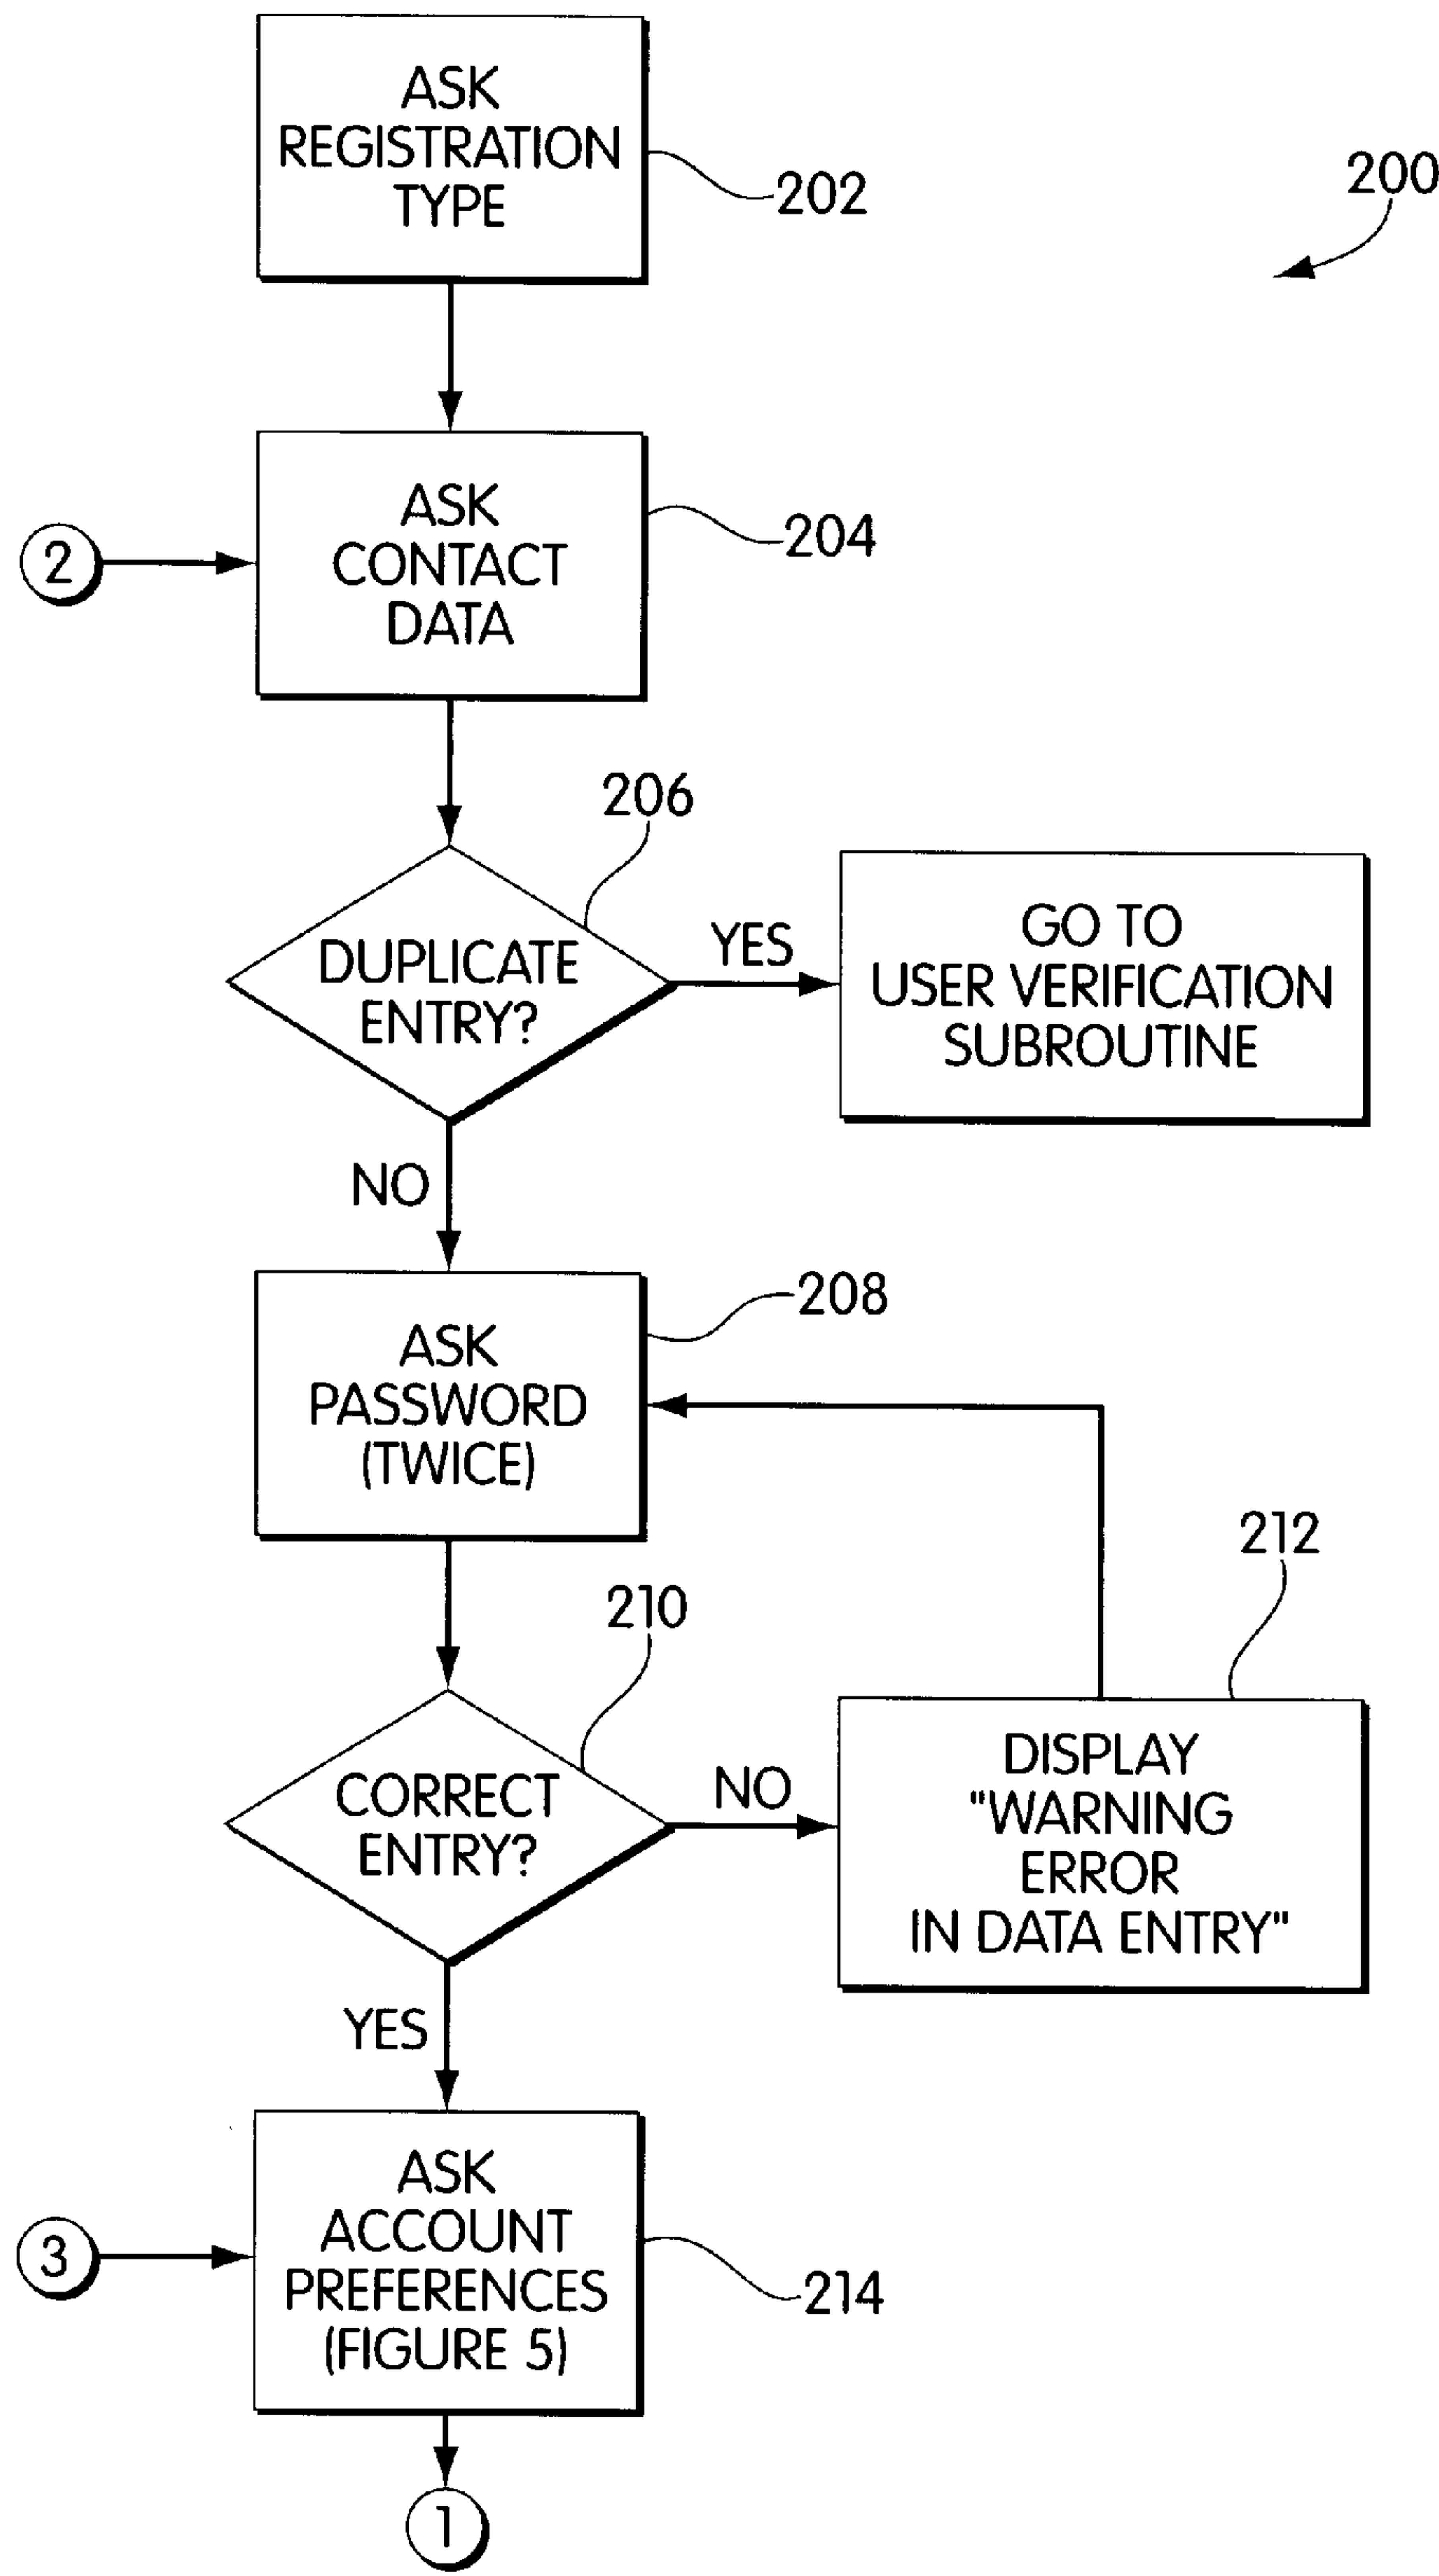 ASK
REGISTRATION
TYPE
202
200
ASK
CONTACT
DATA
204
2
206
DUPLICATE
ENTRY?
YES
GO TO
USER VERIFICATION
SUBROUTINE
NO
208
ASK
PASSWORD
(TWICE)
212
210
CORRECT
ENTRY?
NO
DISPLAY
"WARNING
ERROR
IN DATA ENTRY"
YES
ASK
ACCOUNT
PREFERENCES
(FIGURE 5)
3
214
1